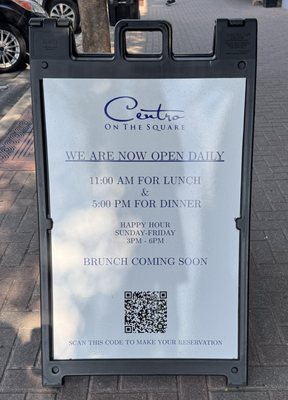 Centro
ON THE SQUARE
WE ARE NOW OPEN DAILY
11:00 AM FOR LUNCH
&
5:00 PM FOR DINNER
HAPPY HOUR
SUNDAY-FRIDAY
3PM - 6PM
BRUNCH COMING SOON
SCAN THIS CODE TO MAKE YOUR RESERVATION